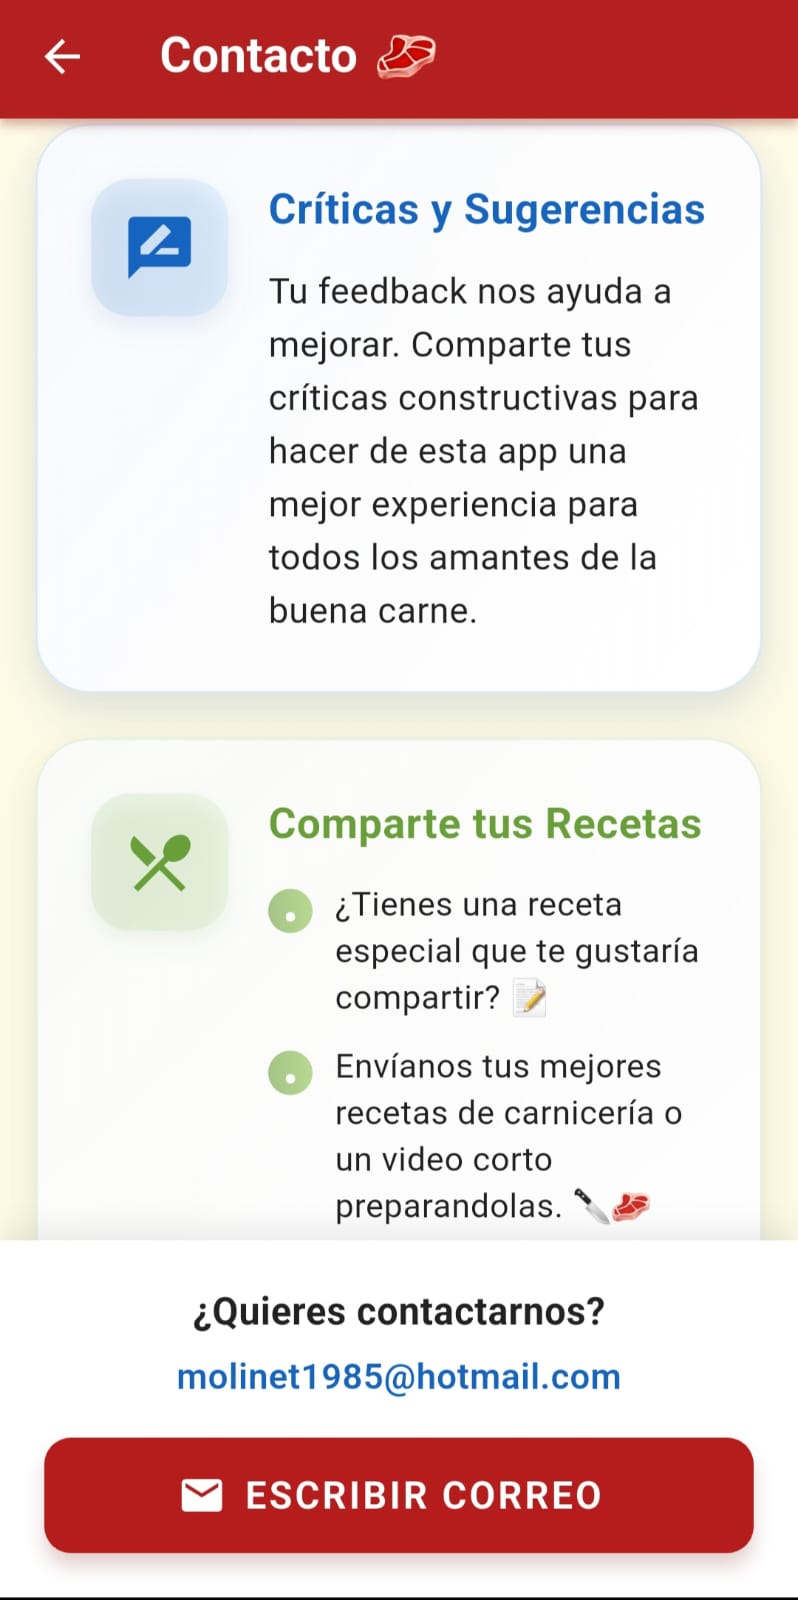 Contacto 🥩
Críticas y Sugerencias
Tu feedback nos ayuda a
mejorar. Comparte tus
críticas constructivas para
hacer de esta app una
mejor experiencia para
todos los amantes de la
buena carne.
Comparte tus Recetas
¿Tienes una receta
especial que te gustaría
compartir? 📝
Envíanos tus mejores
recetas de carnicería o
un video corto
preparandolas. 🔪🥩
¿Quieres contactarnos?
molinet1985@hotmail.com
ESCRIBIR CORREO